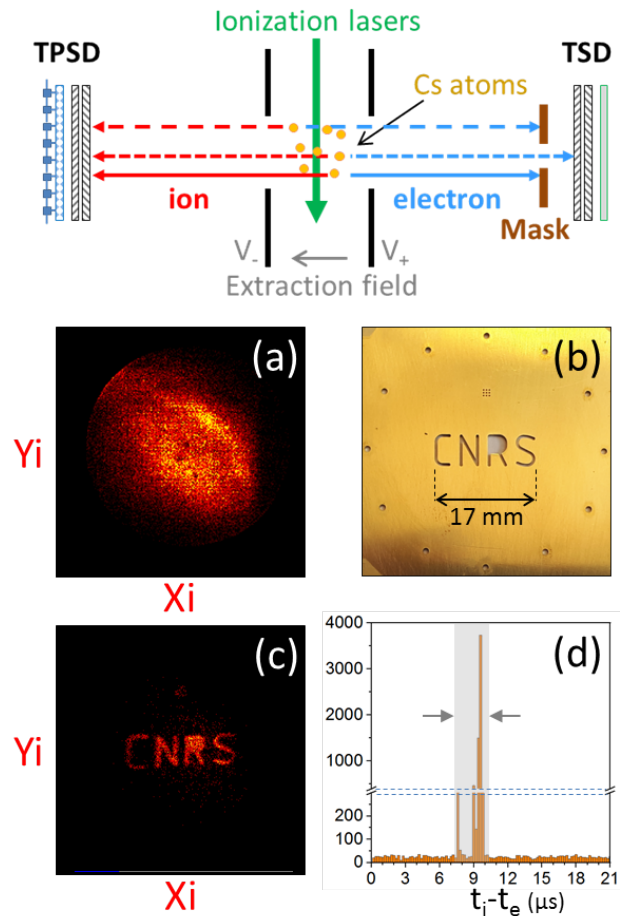 Ionization lasers
TPSD
TSD
Cs atoms
ion
electron
Mask
V₋
V₊
Extraction field
(a)
Yi
Xi
(b)
CNRS
17 mm
(c)
CNRS
Yi
Xi
(d)
4000
3000
2000
1000
200
100
0
0 3 6 9 12 15 18 21
tᵢ-tₑ (µs)